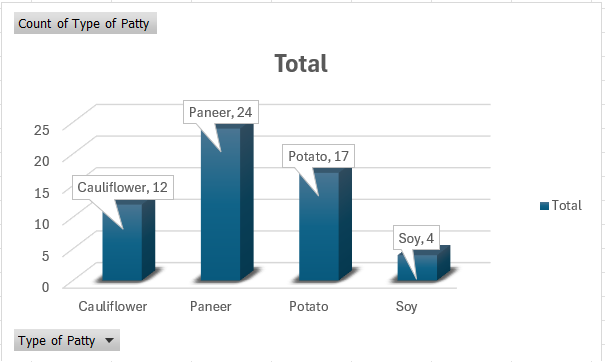 Count of Type of Patty
Total
25
20
15
10
5
0
Cauliflower, 12
Paneer, 24
Potato, 17
Soy, 4
Cauliflower
Paneer
Potato
Soy
Total
Type of Patty